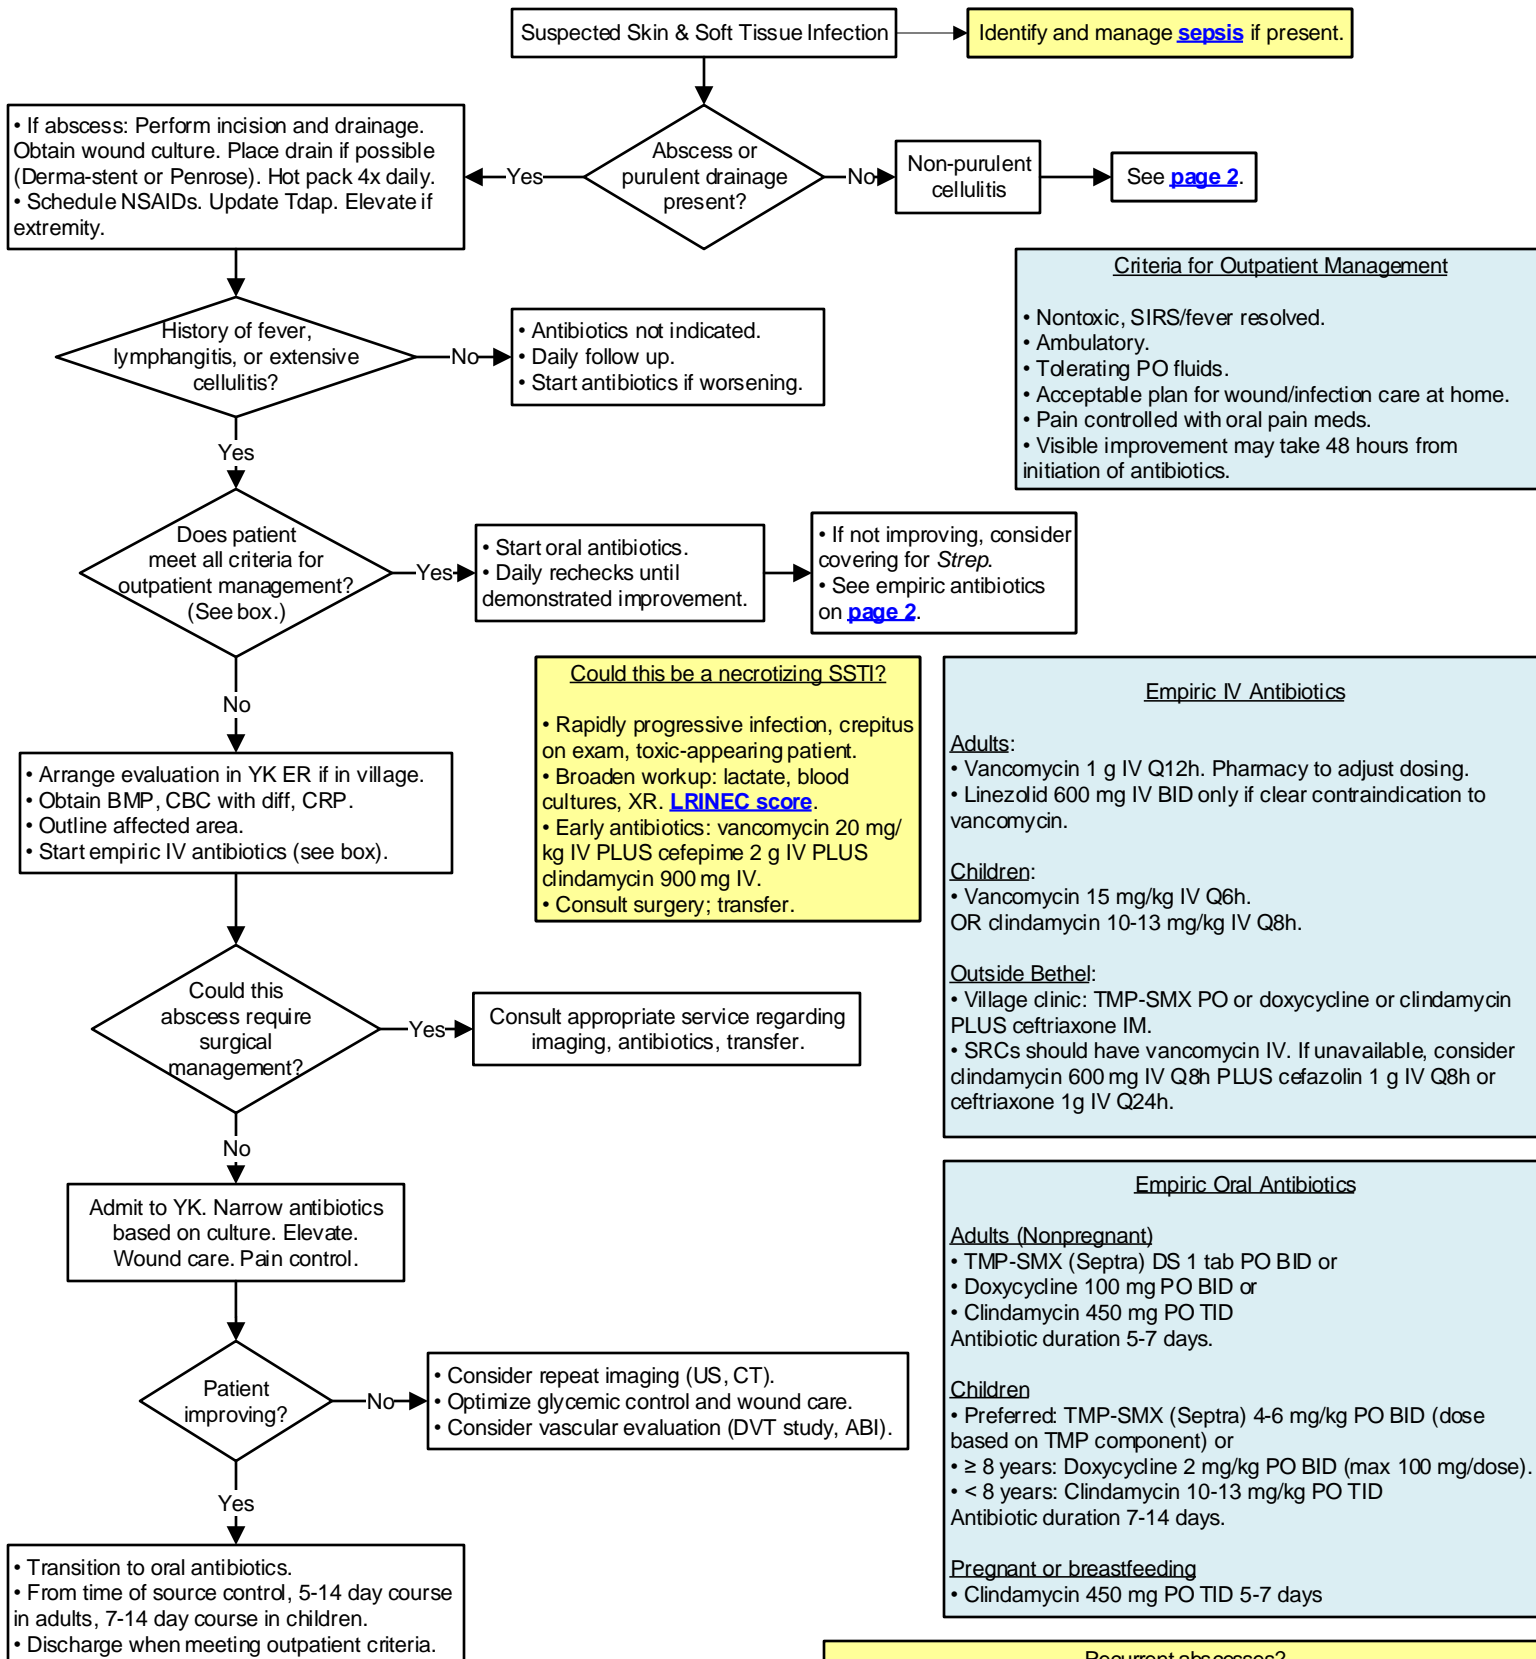 Suspected Skin & Soft Tissue Infection
Identify and manage sepsis if present.
• If abscess: Perform incision and drainage.
Obtain wound culture. Place drain if possible
(Derma-stent or Penrose). Hot pack 4x daily.
• Schedule NSAIDs. Update Tdap. Elevate if
extremity.
Yes
Abscess or
purulent drainage
present?
No
Non-purulent
cellulitis
See page 2.
Criteria for Outpatient Management
• Nontoxic, SIRS/fever resolved.
• Ambulatory.
• Tolerating PO fluids.
• Acceptable plan for wound/infection care at home.
• Pain controlled with oral pain meds.
• Visible improvement may take 48 hours from
initiation of antibiotics.
History of fever,
lymphangitis, or extensive
cellulitis?
No
• Antibiotics not indicated.
• Daily follow up.
• Start antibiotics if worsening.
Yes
Does patient
meet all criteria for
outpatient management?
(See box.)
Yes
• Start oral antibiotics.
• Daily rechecks until
demonstrated improvement.
• If not improving, consider
covering for Strep.
• See empiric antibiotics
on page 2.
No
Could this be a necrotizing SSTI?
• Rapidly progressive infection, crepitus
on exam, toxic-appearing patient.
• Broaden workup: lactate, blood
cultures, XR. LRINEC score.
• Early antibiotics: vancomycin 20 mg/
kg IV PLUS cefepime 2 g IV PLUS
clindamycin 900 mg IV.
• Consult surgery; transfer.
Empiric IV Antibiotics
Adults:
• Vancomycin 1 g IV Q12h. Pharmacy to adjust dosing.
• Linezolid 600 mg IV BID only if clear contraindication to
vancomycin.
Children:
• Vancomycin 15 mg/kg IV Q6h.
OR clindamycin 10-13 mg/kg IV Q8h.
Outside Bethel:
• Village clinic: TMP-SMX PO or doxycycline or clindamycin
PLUS ceftriaxone IM.
• SRCs should have vancomycin IV. If unavailable, consider
clindamycin 600 mg IV Q8h PLUS cefazolin 1 g IV Q8h or
ceftriaxone 1g IV Q24h.
• Arrange evaluation in YK ER if in village.
• Obtain BMP, CBC with diff, CRP.
• Outline affected area.
• Start empiric IV antibiotics (see box).
Could this
abscess require
surgical
management?
Yes
Consult appropriate service regarding
imaging, antibiotics, transfer.
No
Admit to YK. Narrow antibiotics
based on culture. Elevate.
Wound care. Pain control.
Empiric Oral Antibiotics
Adults (Nonpregnant)
• TMP-SMX (Septra) DS 1 tab PO BID or
• Doxycycline 100 mg PO BID or
• Clindamycin 450 mg PO TID
Antibiotic duration 5-7 days.
Children
• Preferred: TMP-SMX (Septra) 4-6 mg/kg PO BID (dose
based on TMP component) or
• ≥ 8 years: Doxycycline 2 mg/kg PO BID (max 100 mg/dose).
• < 8 years: Clindamycin 10-13 mg/kg PO TID
Antibiotic duration 7-14 days.
Pregnant or breastfeeding
• Clindamycin 450 mg PO TID 5-7 days
Patient
improving?
No
• Consider repeat imaging (US, CT).
• Optimize glycemic control and wound care.
• Consider vascular evaluation (DVT study, ABI).
Yes
• Transition to oral antibiotics.
• From time of source control, 5-14 day course
in adults, 7-14 day course in children.
• Discharge when meeting outpatient criteria.
Recurrent abscesses?